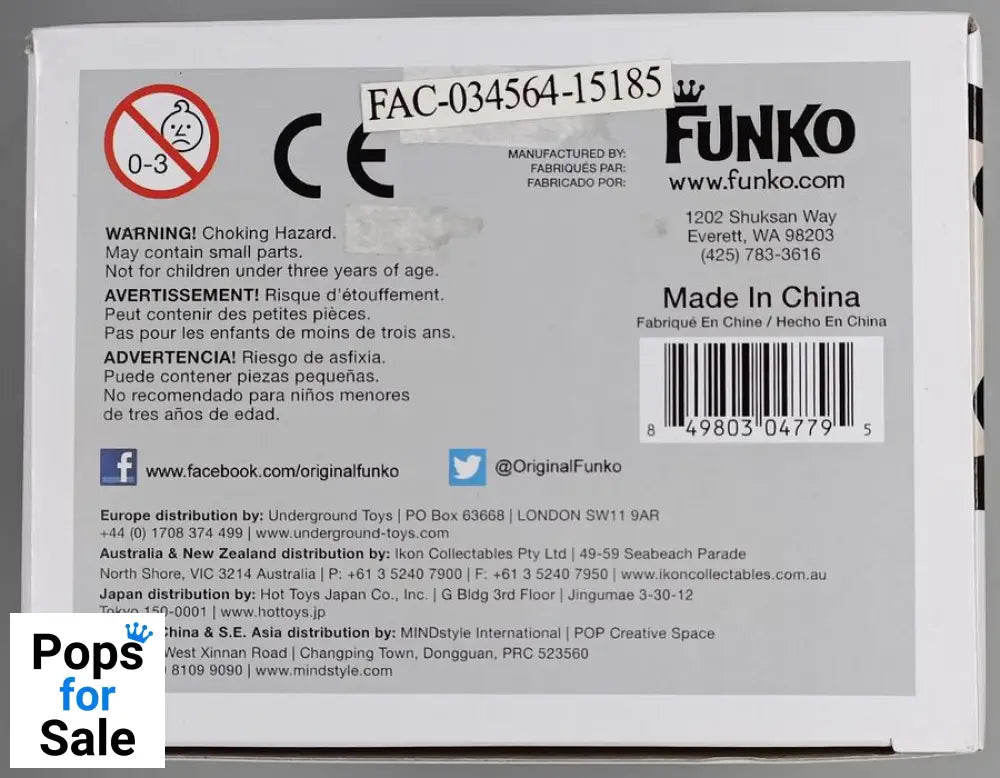 FAC-034564-15185
0-3
CE
MANUFACTURED BY:
FABRIQUÉS PAR:
FABRICADO POR:
FUNKO
www.funko.com
1202 Shuksan Way
Everett, WA 98203
(425) 783-3616
WARNING! Choking Hazard.
May contain small parts.
Not for children under three years of age.
AVERTISSEMENT! Risque d'étouffement.
Peut contenir des petites pièces.
Pas pour les enfants de moins de trois ans.
ADVERTENCIA! Riesgo de asfixia.
Puede contener piezas pequeñas.
No recomendado para niños menores
de tres años de edad.
Made In China
Fabriqué En Chine / Hecho En China
8 49803 04779 5
www.facebook.com/originalfunko
@OriginalFunko
Europe distribution by: Underground Toys | PO Box 63668 | LONDON SW11 9AR
+44 (0) 1708 374 499 | www.underground-toys.com
Australia & New Zealand distribution by: Ikon Collectables Pty Ltd | 49-59 Seabeach Parade
North Shore, VIC 3214 Australia | P: +61 3 5240 7900 | F: +61 3 5240 7950 | www.ikoncollectables.com.au
Japan distribution by: Hot Toys Japan Co., Inc. | G Bldg 3rd Floor | Jingumae 3-30-12
Tokyo 150-0001 | www.hottoys.jp
China & S.E. Asia distribution by: MINDstyle International | POP Creative Space
West Xinnan Road | Changping Town, Dongguan, PRC 523560
8109 9090 | www.mindstyle.com
Pops
for
Sale